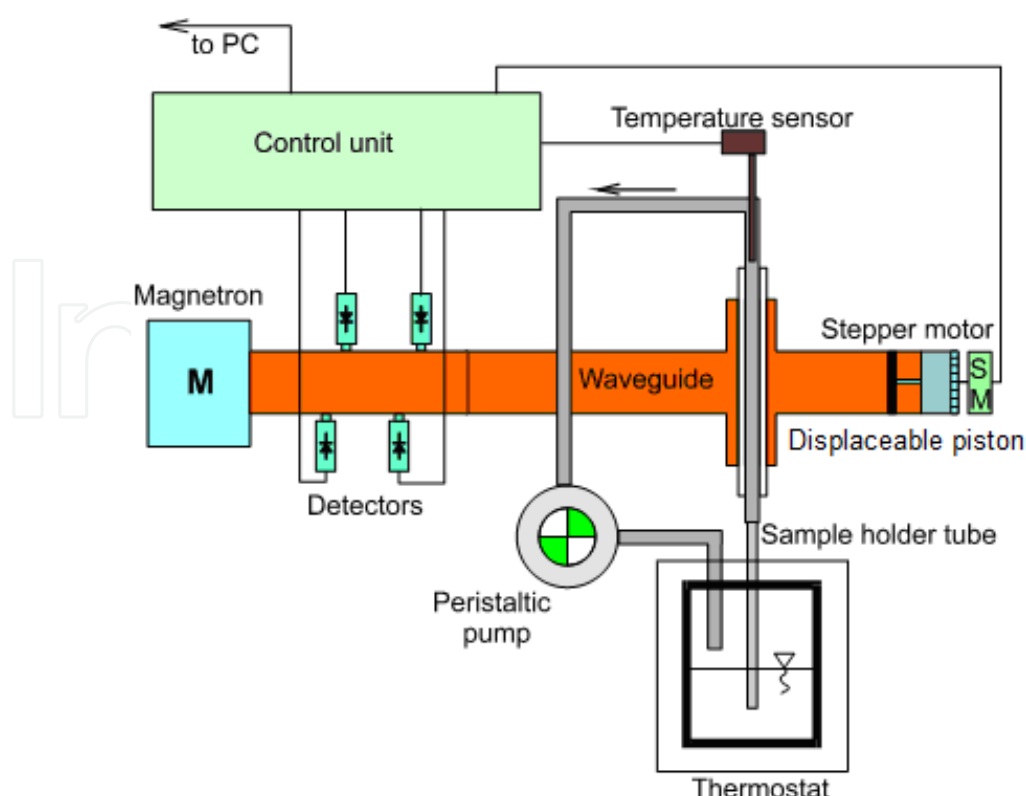 to PC
Control unit
Temperature sensor
Magnetron
M
Waveguide
Stepper motor
S
M
Displaceable piston
Detectors
Sample holder tube
Peristaltic
pump
Thermostat